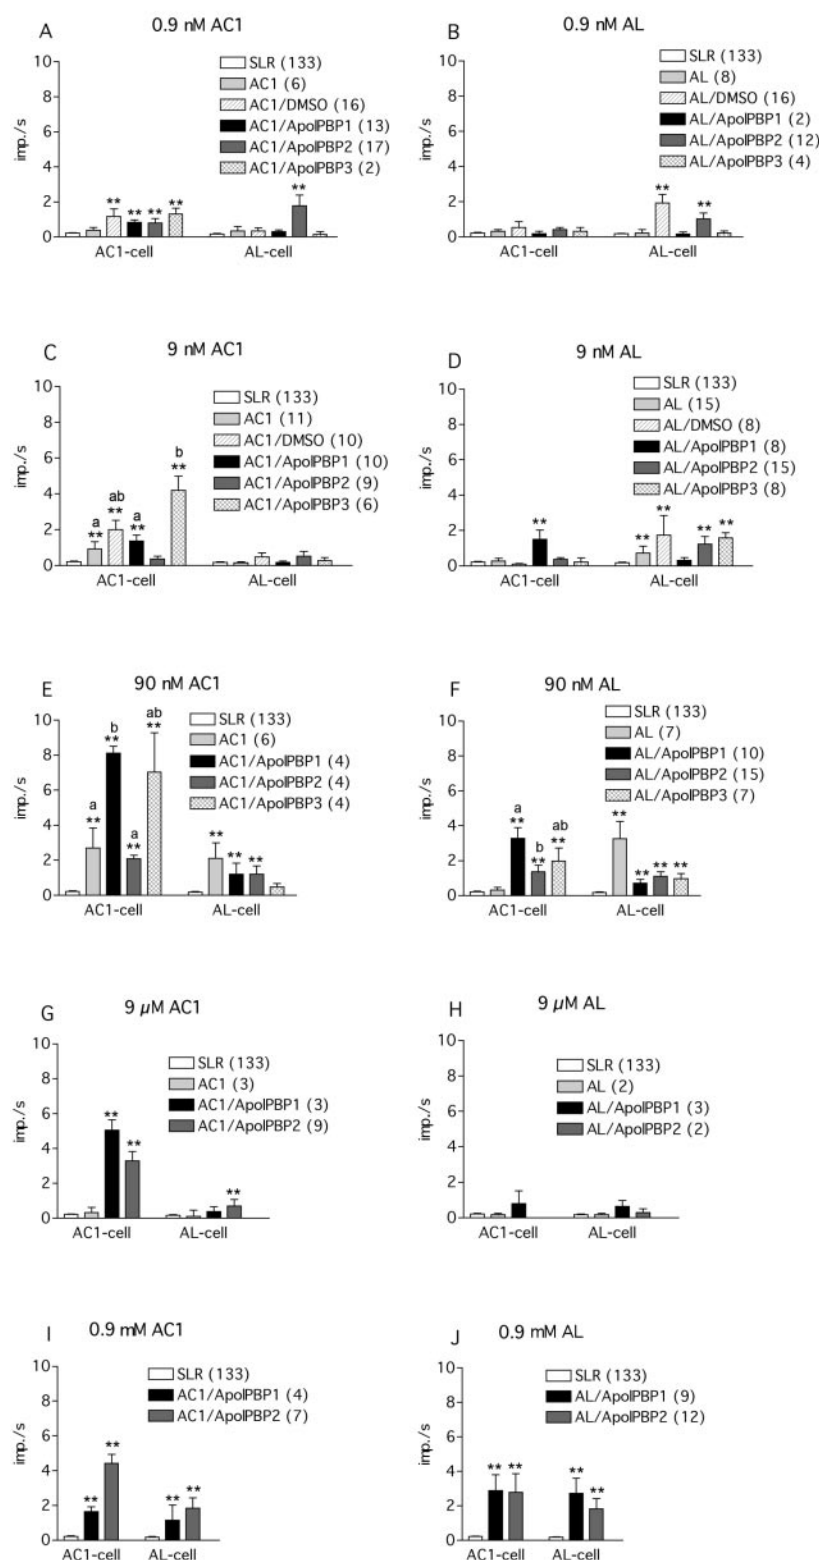 A
0.9 nM AC1
10
8
6
4
2
0
imp./s
SLR (133)
AC1 (6)
AC1/DMSO (16)
AC1/ApolPBP1 (13)
AC1/ApolPBP2 (17)
AC1/ApolPBP3 (2)
** ** ** ** **
AC1-cell AL-cell
B
0.9 nM AL
10
8
6
4
2
0
imp./s
SLR (133)
AL (8)
AL/DMSO (16)
AL/ApolPBP1 (2)
AL/ApolPBP2 (12)
AL/ApolPBP3 (4)
** **
AC1-cell AL-cell
C
9 nM AC1
10
8
6
4
2
0
imp./s
SLR (133)
AC1 (11)
AC1/DMSO (10)
AC1/ApolPBP1 (10)
AC1/ApolPBP2 (9)
AC1/ApolPBP3 (6)
a ab a b
** ** ** **
AC1-cell AL-cell
D
9 nM AL
10
8
6
4
2
0
imp./s
SLR (133)
AL (15)
AL/DMSO (8)
AL/ApolPBP1 (8)
AL/ApolPBP2 (15)
AL/ApolPBP3 (8)
** ** ** ** **
AC1-cell AL-cell
E
90 nM AC1
10
8
6
4
2
0
imp./s
SLR (133)
AC1 (6)
AC1/ApolPBP1 (4)
AC1/ApolPBP2 (4)
AC1/ApolPBP3 (4)
a b a ab
** ** ** ** ** ** **
AC1-cell AL-cell
F
90 nM AL
10
8
6
4
2
0
imp./s
SLR (133)
AL (7)
AL/ApolPBP1 (10)
AL/ApolPBP2 (15)
AL/ApolPBP3 (7)
a b ab
** ** ** ** ** ** **
AC1-cell AL-cell
G
9 µM AC1
10
8
6
4
2
0
imp./s
SLR (133)
AC1 (3)
AC1/ApolPBP1 (3)
AC1/ApolPBP2 (9)
** ** **
AC1-cell AL-cell
H
9 µM AL
10
8
6
4
2
0
imp./s
SLR (133)
AL (2)
AL/ApolPBP1 (3)
AL/ApolPBP2 (2)
AC1-cell AL-cell
I
0.9 mM AC1
10
8
6
4
2
0
imp./s
SLR (133)
AC1/ApolPBP1 (4)
AC1/ApolPBP2 (7)
** ** ** **
AC1-cell AL-cell
J
0.9 mM AL
10
8
6
4
2
0
imp./s
SLR (133)
AL/ApolPBP1 (9)
AL/ApolPBP2 (12)
** ** ** **
AC1-cell AL-cell